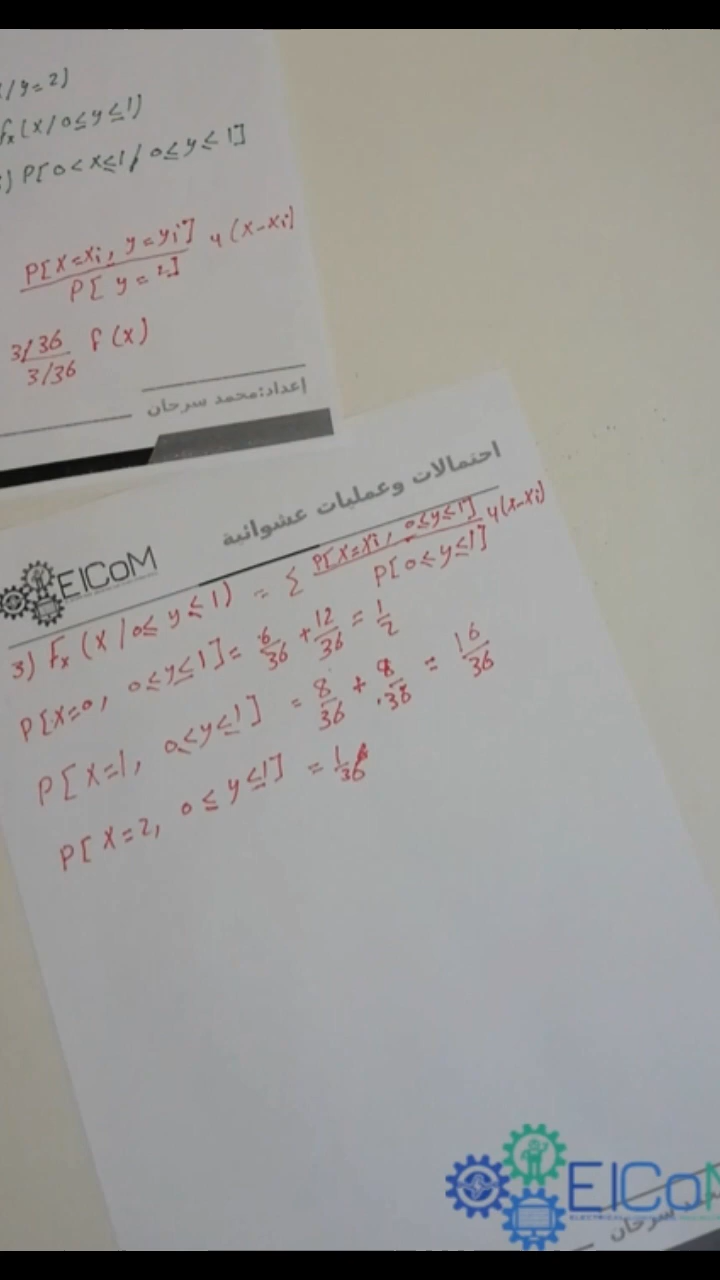 /y=2)
fx(x/0≤y≤1)
) P[0<x≤1/0≤y≤1]
P[X=xi, y=yi] u(x-xi)
P[y=2]
3/36 f(x)
3/36
إعداد:محمد سرحان
احتمالات وعمليات عشوائية
EICoM
3) Fx(X/0≤y≤1) = Σ P[X=xi, 0≤y≤1] u(x-xi)
P[0≤y≤1]
P[X=0, 0≤y≤1] = 6/36 + 12/36 = 1/2
P[X=1, 0≤y≤1] = 8/36 + 8/36 = 16/36
P[X=2, 0≤y≤1] = 1/36
EICoM
سرحان